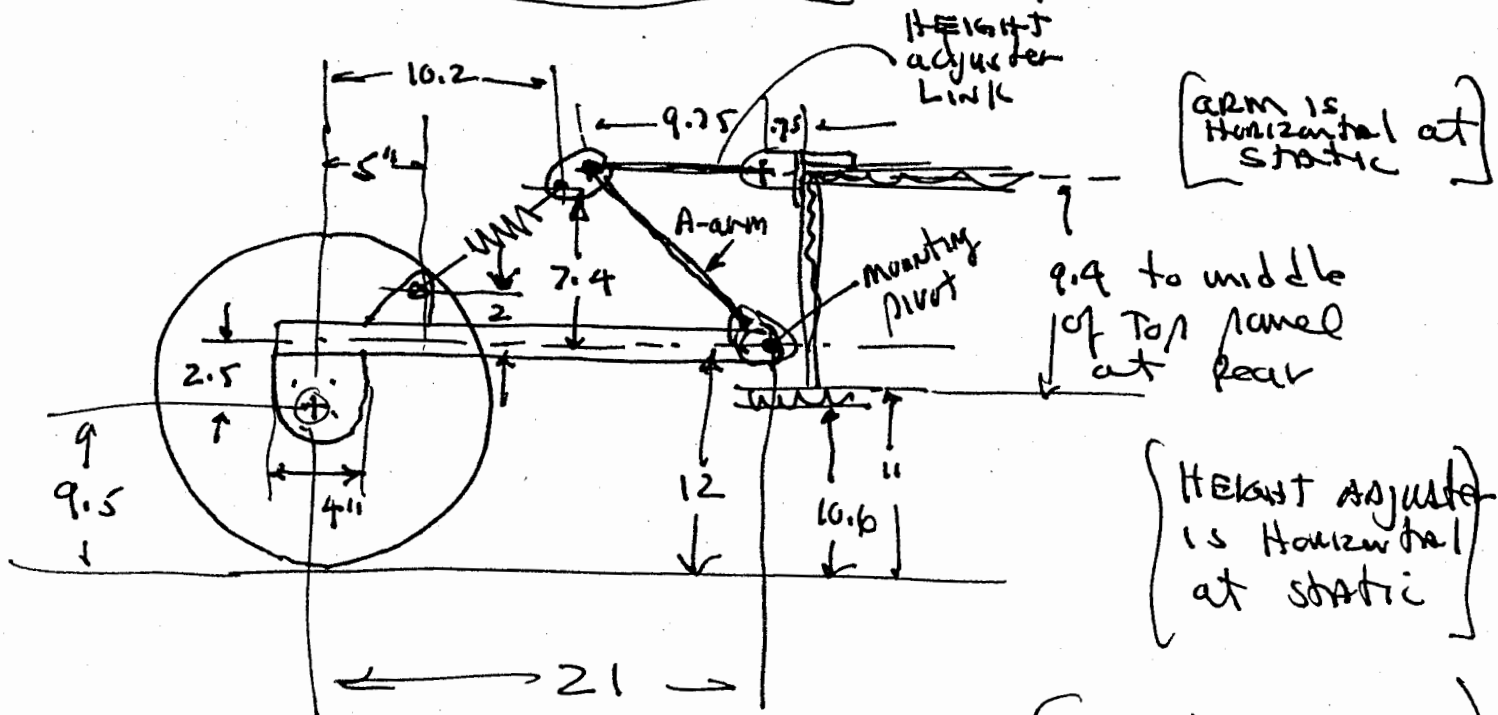 HEIGHT
adjuster
LINK
10.2
9.75
.75
[arm is
Horizontal at
static]
5"
A-arm
mounting
pivot
7.4
2
9.9 to middle
of Top panel
at Rear
2.5
9.5
4"
12
10.6
11
[HEIGHT ADJUSTER
is Horizontal
at static]
21